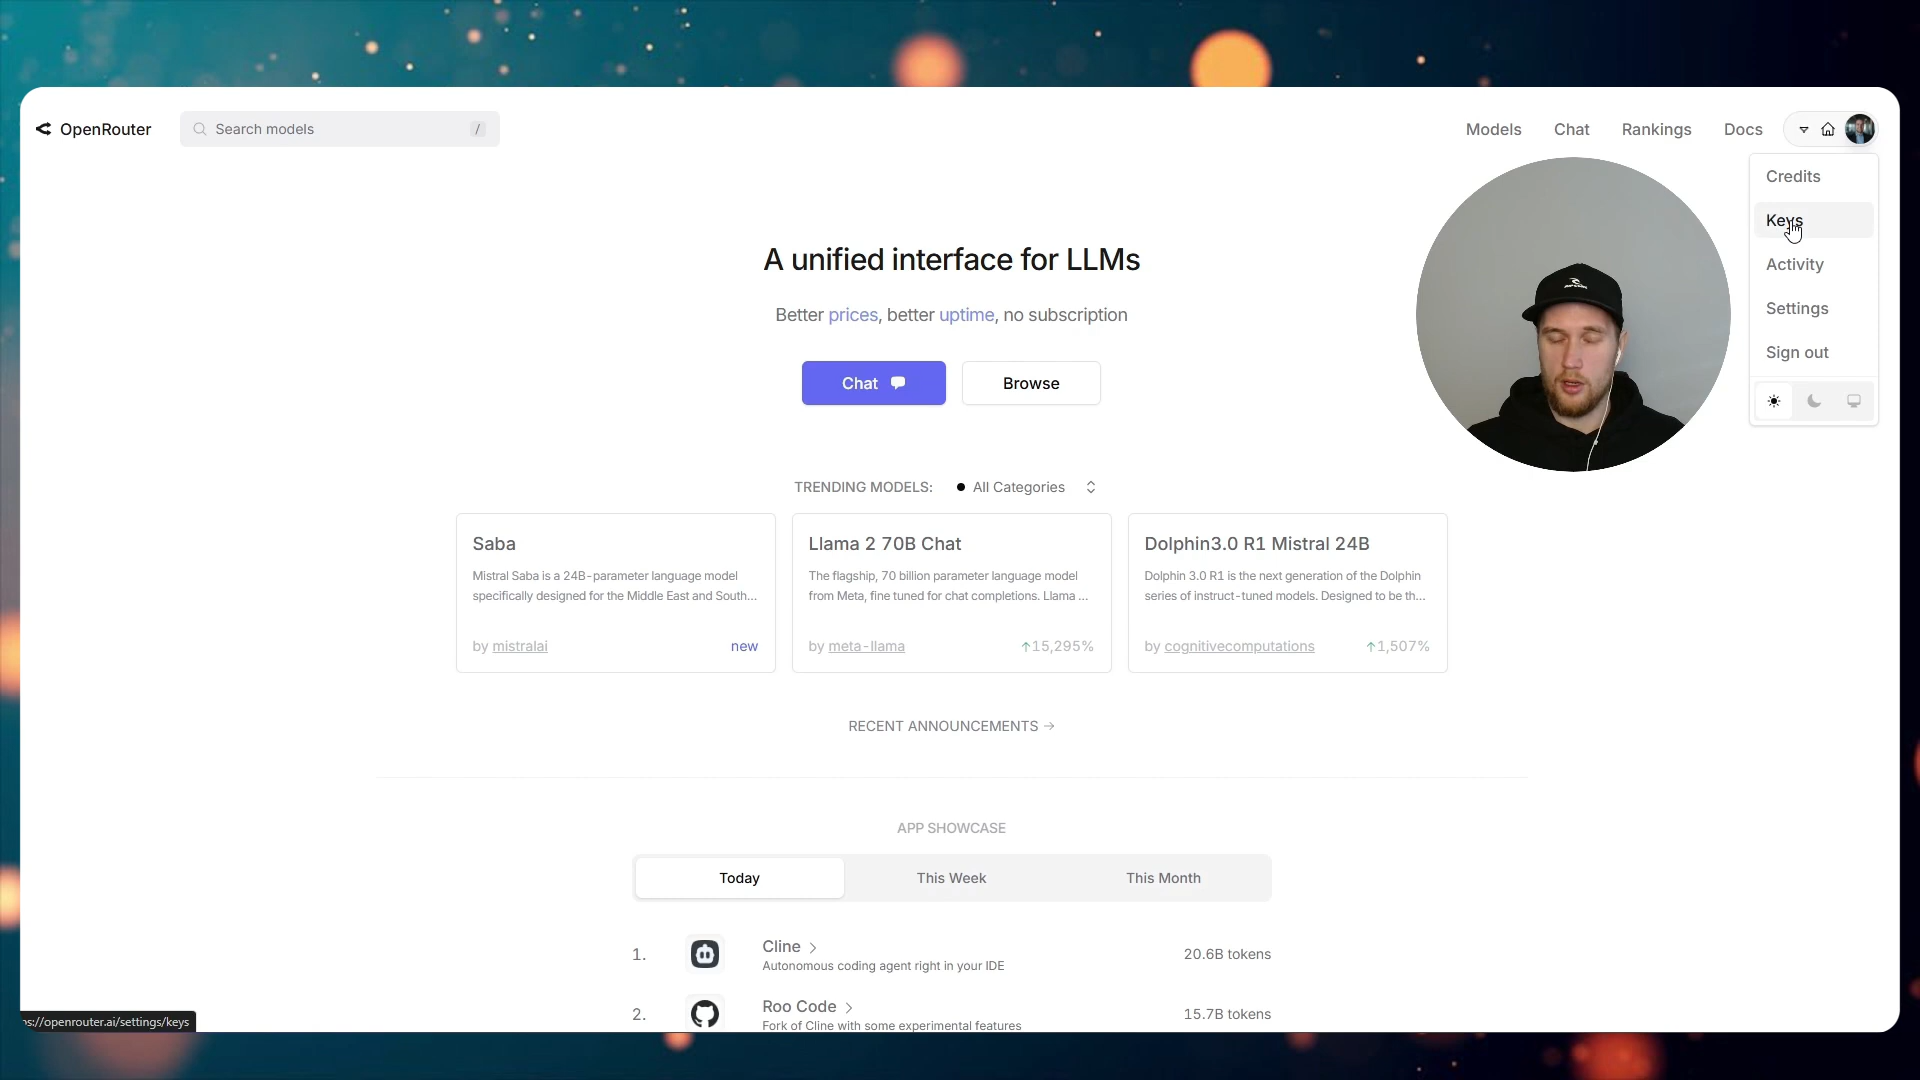 OpenRouter
Search models
/
Models
Chat
Rankings
Docs
Credits
Keys
Activity
Settings
Sign out
A unified interface for LLMs
Better prices, better uptime, no subscription
Chat
Browse
TRENDING MODELS:
All Categories
Saba
Mistral Saba is a 24B-parameter language model
specifically designed for the Middle East and South...
by mistralai
new
Llama 2 70B Chat
The flagship, 70 billion parameter language model
from Meta, fine tuned for chat completions. Llama ...
by meta-llama
↑15,295%
Dolphin3.0 R1 Mistral 24B
Dolphin 3.0 R1 is the next generation of the Dolphin
series of instruct-tuned models. Designed to be th...
by cognitivecomputations
↑1,507%
RECENT ANNOUNCEMENTS →
APP SHOWCASE
Today
This Week
This Month
1.
Cline >
Autonomous coding agent right in your IDE
20.6B tokens
2.
Roo Code >
Fork of Cline with some experimental features
15.7B tokens
ps://openrouter.ai/settings/keys